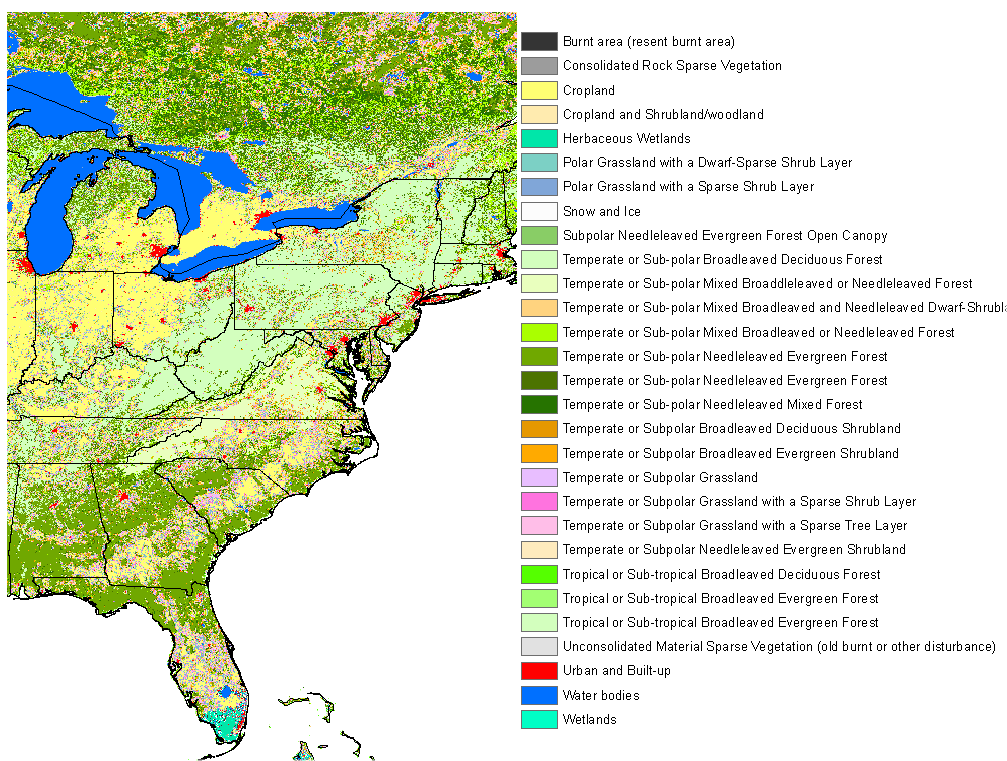 Burnt area (resent burnt area)
Consolidated Rock Sparse Vegetation
Cropland
Cropland and Shrubland/woodland
Herbaceous Wetlands
Polar Grassland with a Dwarf-Sparse Shrub Layer
Polar Grassland with a Sparse Shrub Layer
Snow and Ice
Subpolar Needleleaved Evergreen Forest Open Canopy
Temperate or Sub-polar Broadleaved Deciduous Forest
Temperate or Sub-polar Mixed Broaddleleaved or Needleleaved Forest
Temperate or Sub-polar Mixed Broadleaved and Needleleaved Dwarf-Shrubl
Temperate or Sub-polar Mixed Broadleaved or Needleleaved Forest
Temperate or Sub-polar Needleleaved Evergreen Forest
Temperate or Sub-polar Needleleaved Evergreen Forest
Temperate or Sub-polar Needleleaved Mixed Forest
Temperate or Subpolar Broadleaved Deciduous Shrubland
Temperate or Subpolar Broadleaved Evergreen Shrubland
Temperate or Subpolar Grassland
Temperate or Subpolar Grassland with a Sparse Shrub Layer
Temperate or Subpolar Grassland with a Sparse Tree Layer
Temperate or Subpolar Needleleaved Evergreen Shrubland
Tropical or Sub-tropical Broadleaved Deciduous Forest
Tropical or Sub-tropical Broadleaved Evergreen Forest
Tropical or Sub-tropical Broadleaved Evergreen Forest
Unconsolidated Material Sparse Vegetation (old burnt or other disturbance)
Urban and Built-up
Water bodies
Wetlands